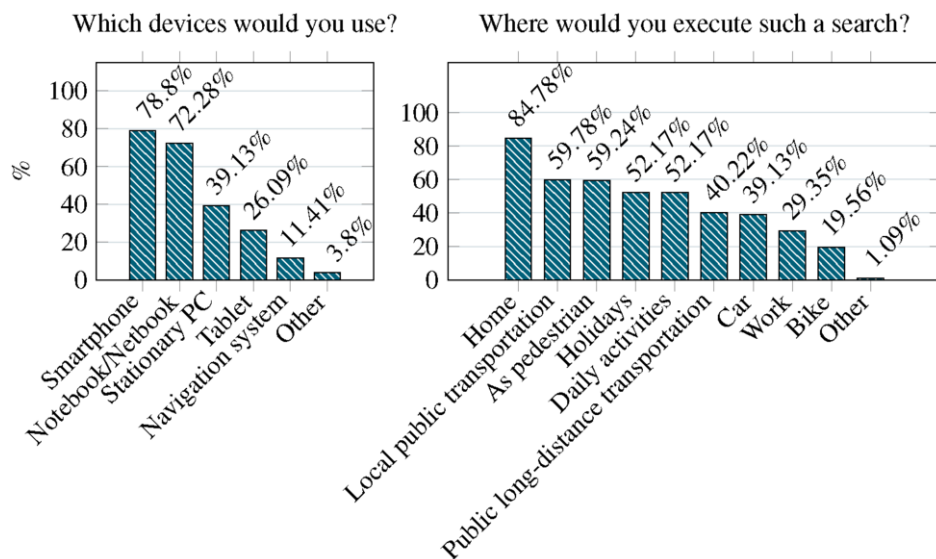 Which devices would you use?
100
80
60
40
20
0
%
78.8%
72.28%
39.13%
26.09%
11.41%
3.8%
Smartphone
Notebook/Netbook
Stationary PC
Tablet
Navigation system
Other
Where would you execute such a search?
100
80
60
40
20
0
84.78%
59.78%
59.24%
52.17%
52.17%
40.22%
39.13%
29.35%
19.56%
1.09%
Home
Local public transportation
As pedestrian
Holidays
Daily activities
Public long-distance transportation
Car
Work
Bike
Other